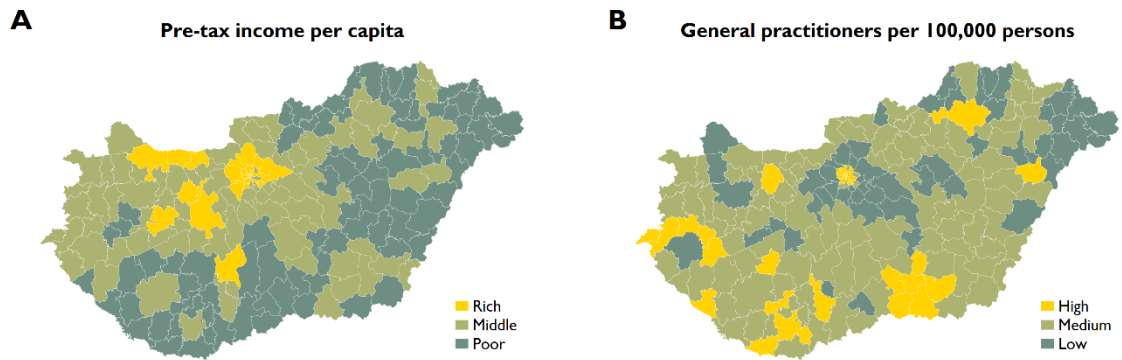 A
Pre-tax income per capita
Rich
Middle
Poor
B
General practitioners per 100,000 persons
High
Medium
Low